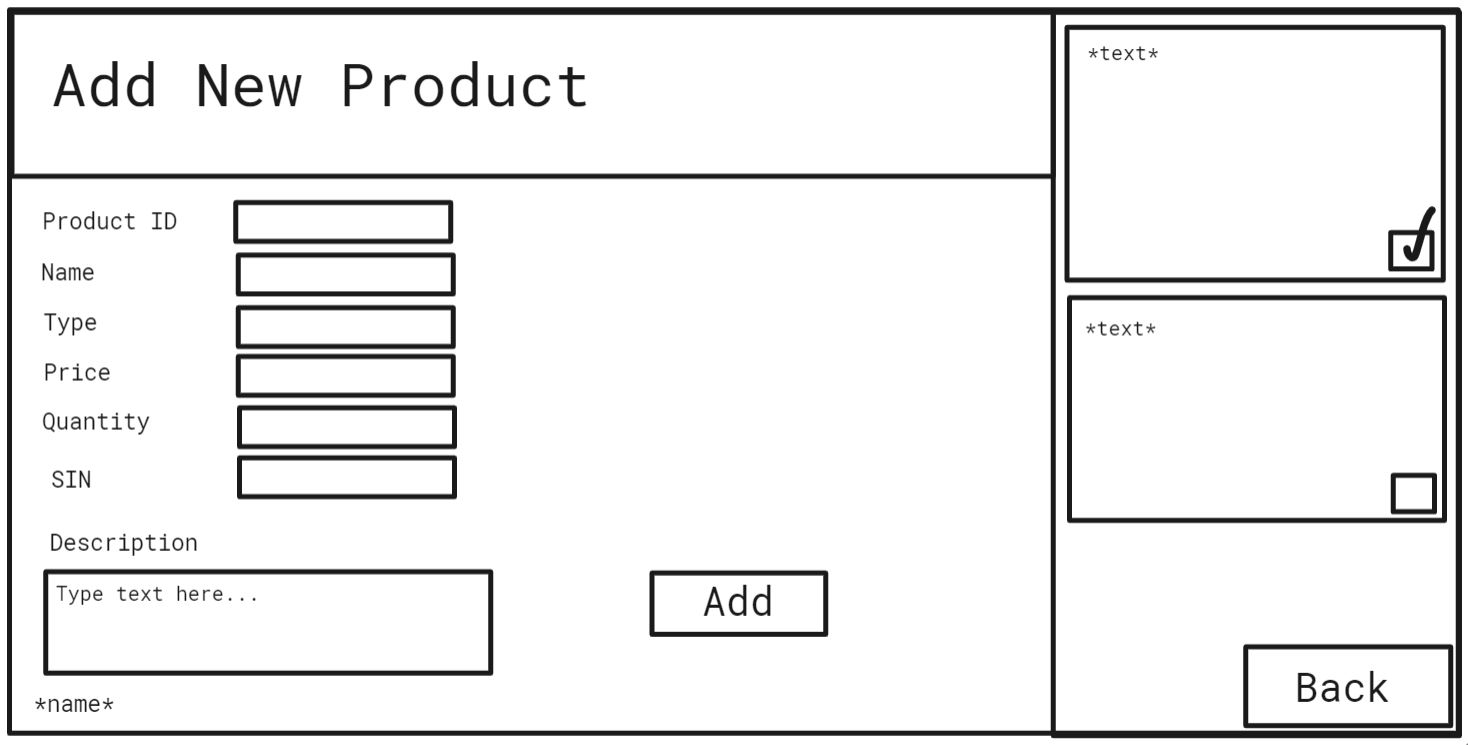 Add New Product
Product ID
Name
Type
Price
Quantity
SIN
Description
Type text here...
Add
*name*
*text*
*text*
Back